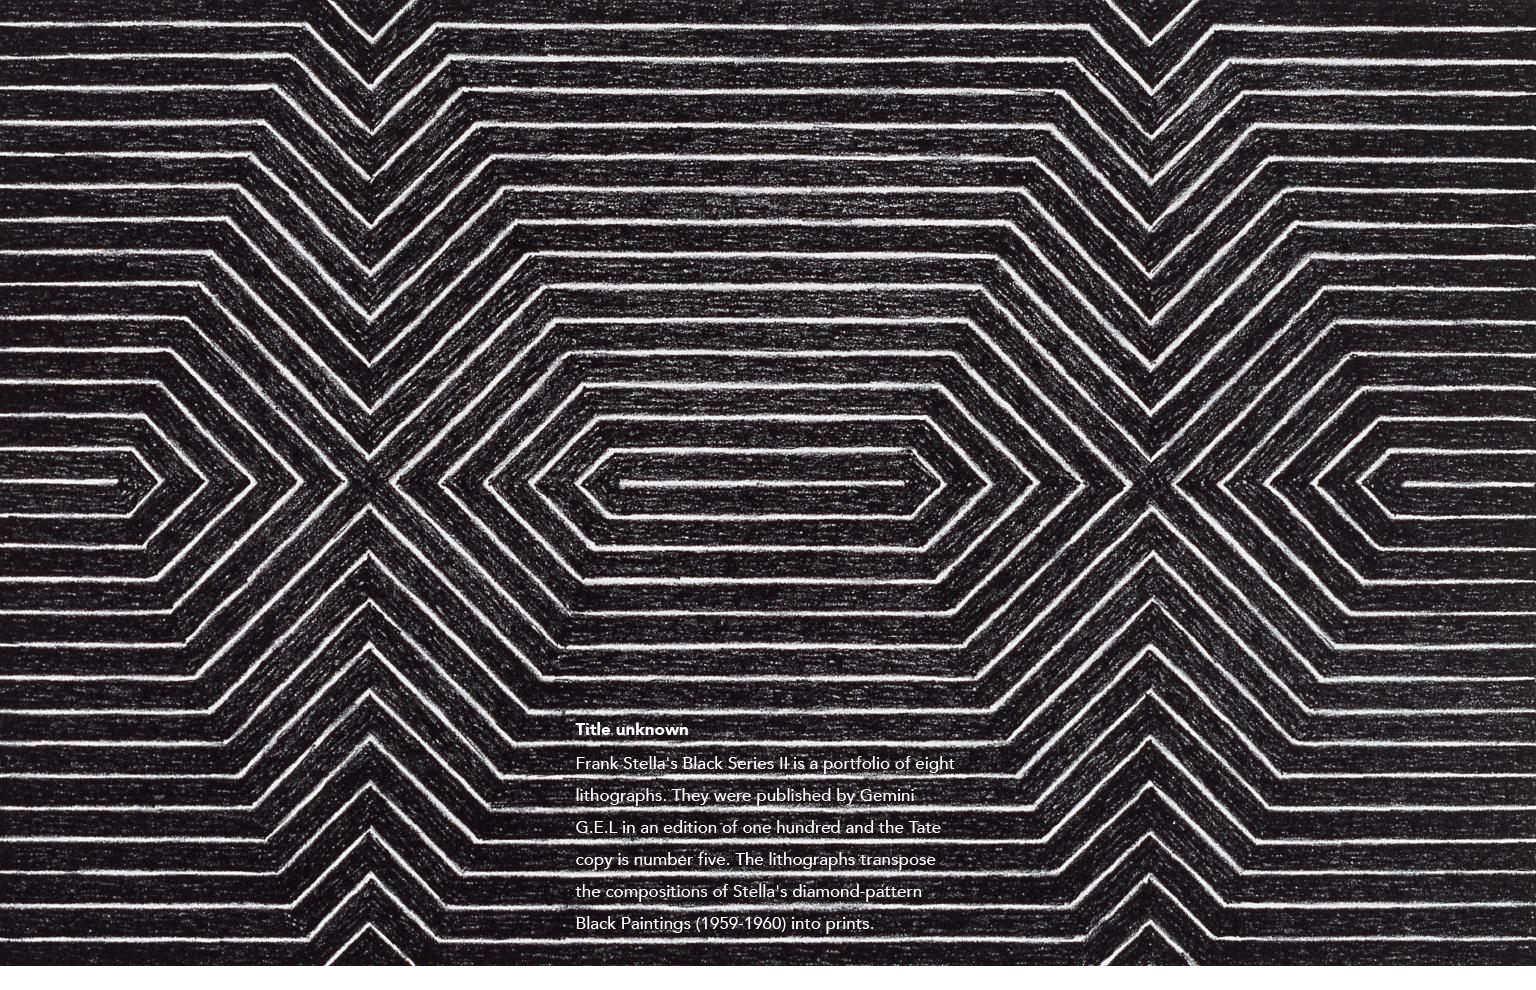 Title unknown
Frank Stella's Black Series II is a portfolio of eight
lithographs. They were published by Gemini
G.E.L in an edition of one hundred and the Tate
copy is number five. The lithographs transpose
the compositions of Stella's diamond-pattern
Black Paintings (1959-1960) into prints.